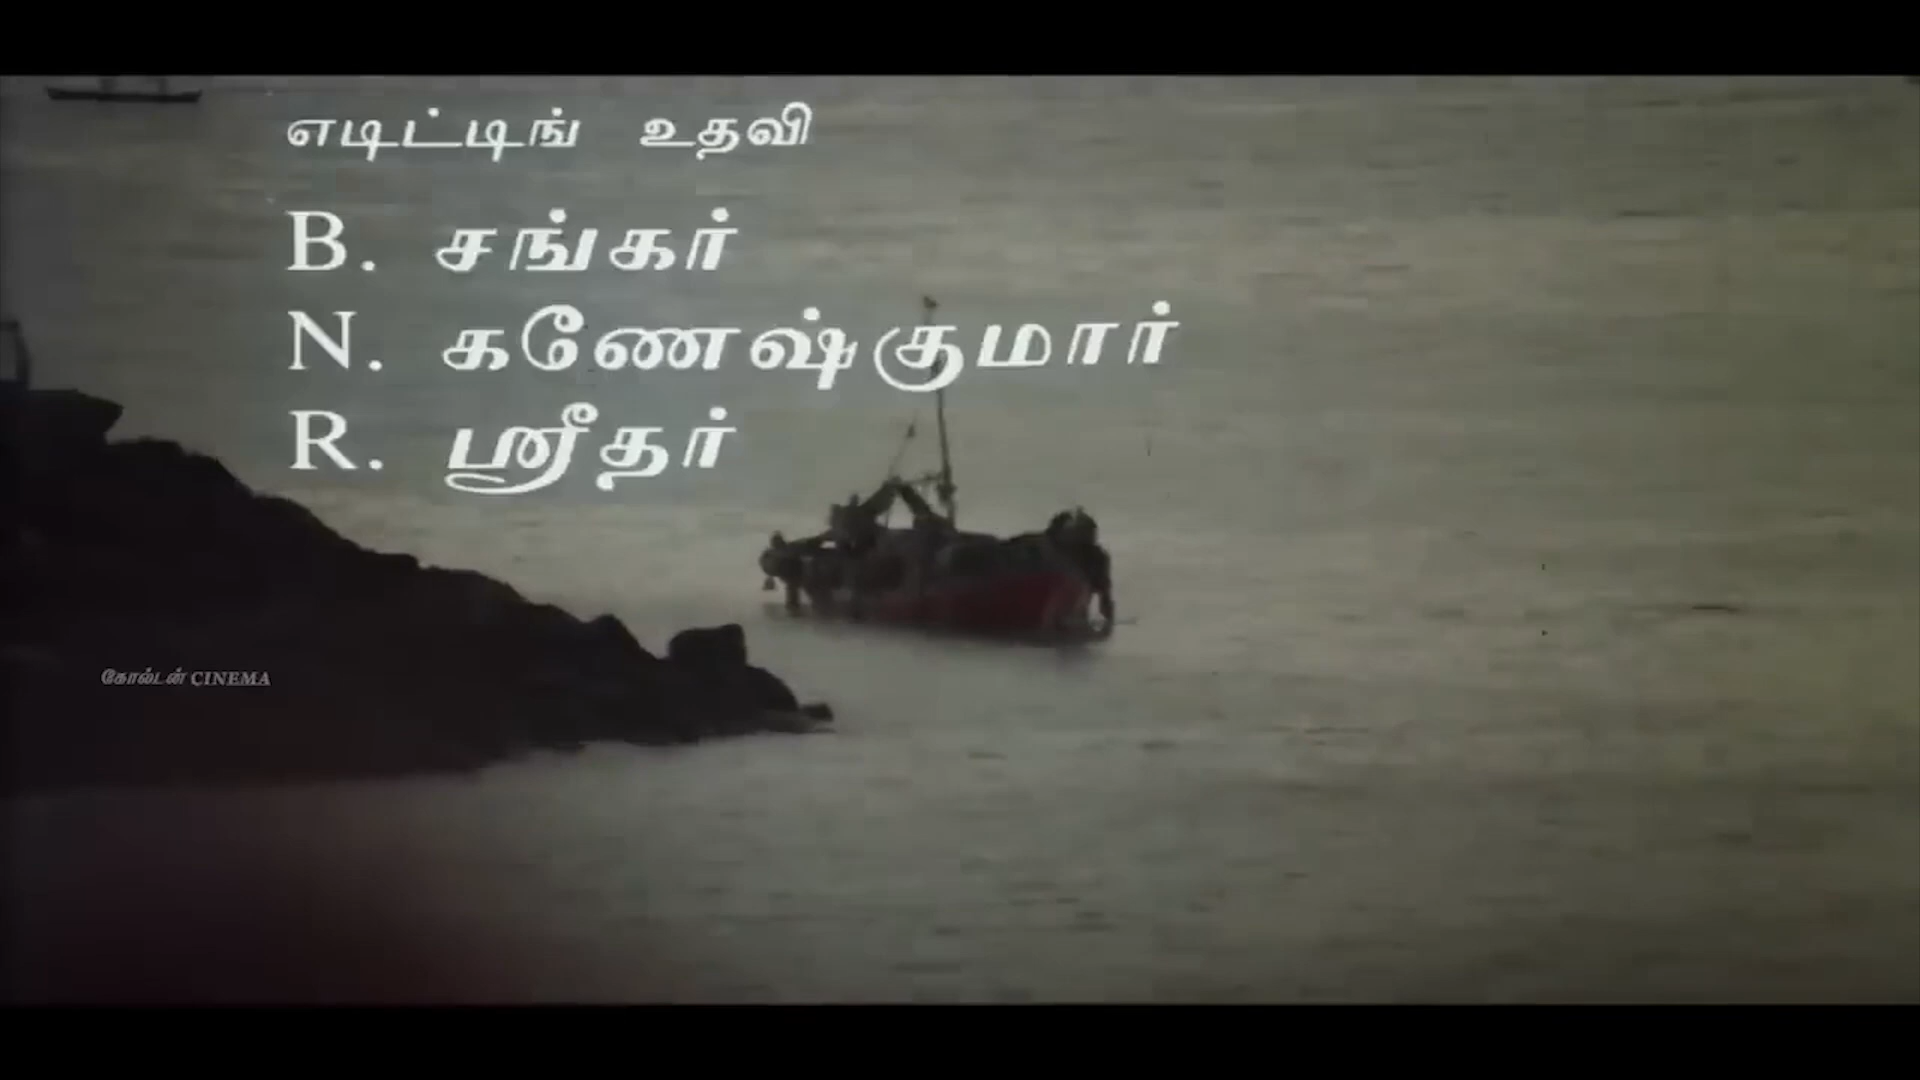 எடிட்டிங் உதவி
B. சங்கர்
N. கணேஷ்குமார்
R. ஸ்ரீதர்
கோல்டன் CINEMA